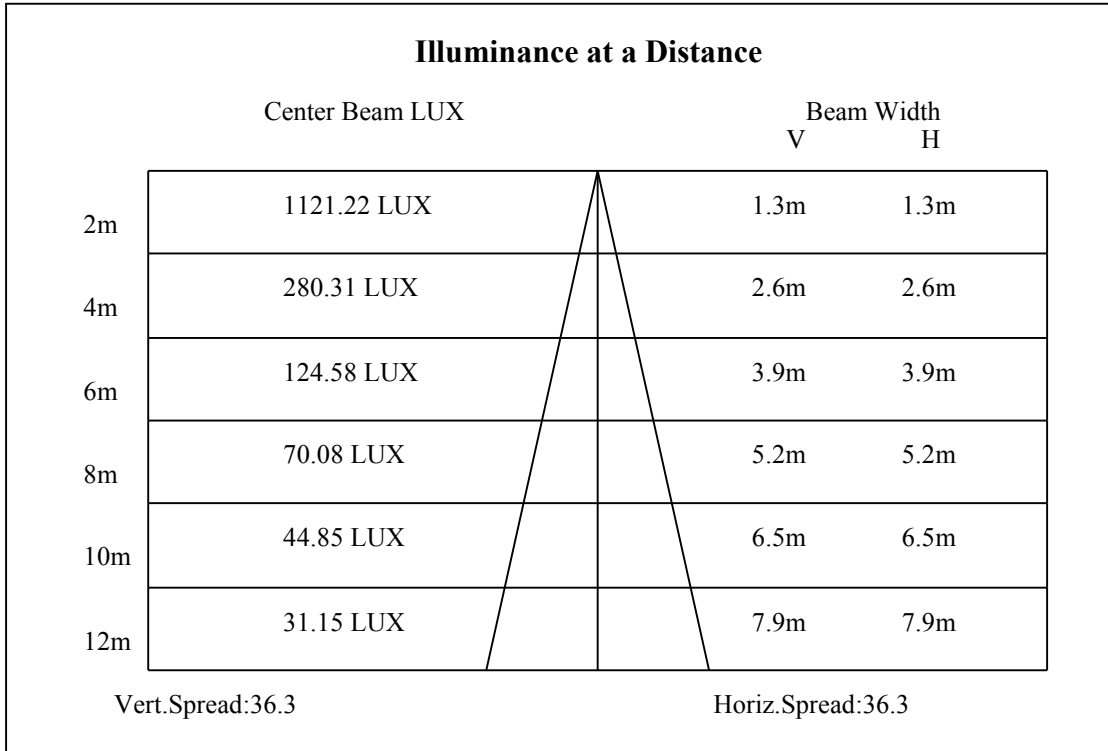 Illuminance at a Distance
Center Beam LUX Beam Width
V H
2m 1121.22 LUX 1.3m 1.3m
4m 280.31 LUX 2.6m 2.6m
6m 124.58 LUX 3.9m 3.9m
8m 70.08 LUX 5.2m 5.2m
10m 44.85 LUX 6.5m 6.5m
12m 31.15 LUX 7.9m 7.9m
Vert.Spread:36.3 Horiz.Spread:36.3